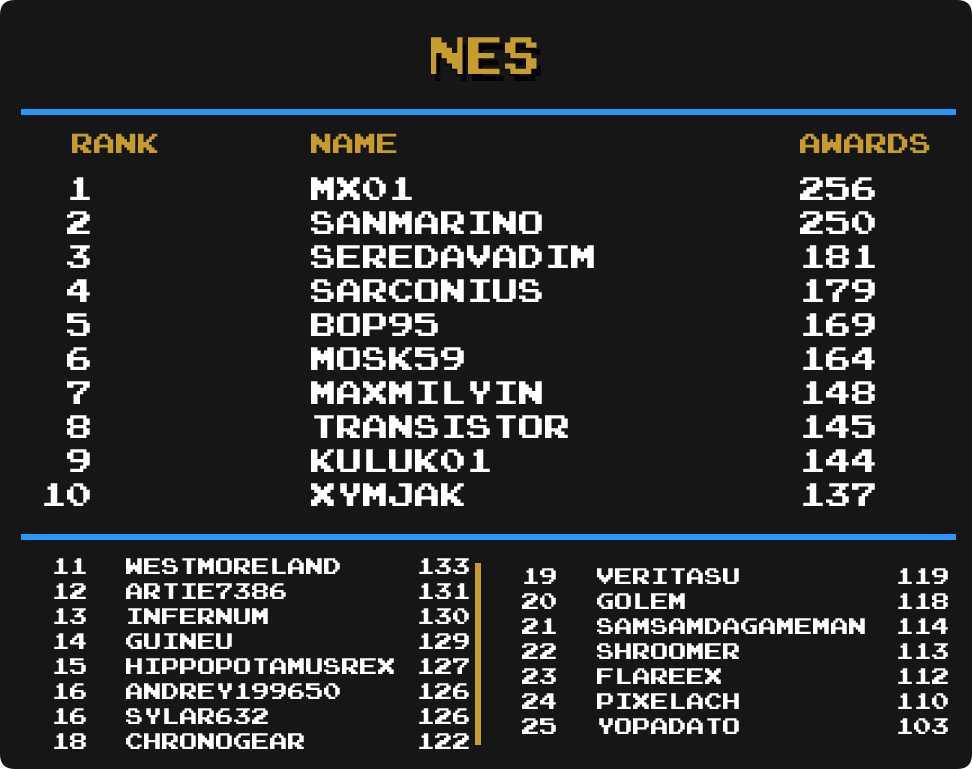 NES
RANK NAME AWARDS
1 MX01 256
2 SANMARINO 250
3 SEREDAVADIM 181
4 SARCONIUS 179
5 BOP95 169
6 MOSK59 164
7 MAXMILYIN 148
8 TRANSISTOR 145
9 KULUK01 144
10 XYMJAK 137
11 WESTMORELAND 133
12 ARTIE7386 131
13 INFERNUM 130
14 GUINEU 129
15 HIPPOPOTAMUSREX 127
16 ANDREY199650 126
16 SYLAR632 126
18 CHRONOGEAR 122
19 VERITASU 119
20 GOLEM 118
21 SAMSAMDAGAMEMAN 114
22 SHROOMER 113
23 FLAREEX 112
24 PIXELACH 110
25 YOPADATO 103